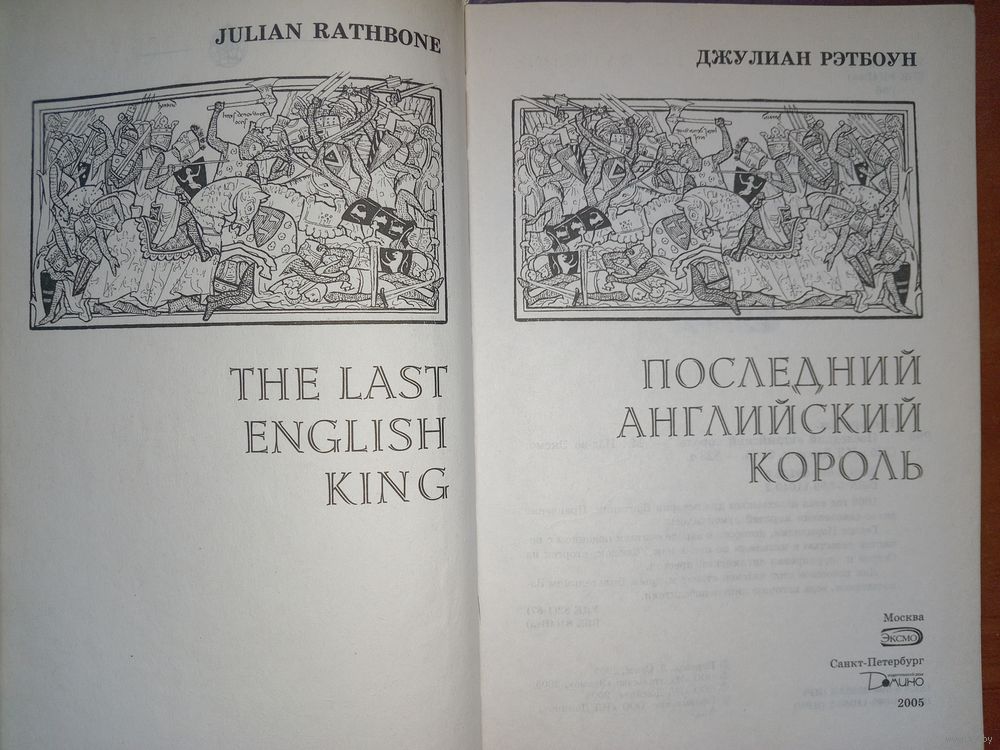 JULIAN RATHBONE
THE LAST
ENGLISH
KING
ДЖУЛИАН РЭТБОУН
ПОСЛЕДНИЙ
АНГЛИЙСКИЙ
КОРОЛЬ
Москва
ЭКСМО
Санкт-Петербург
Домино
2005